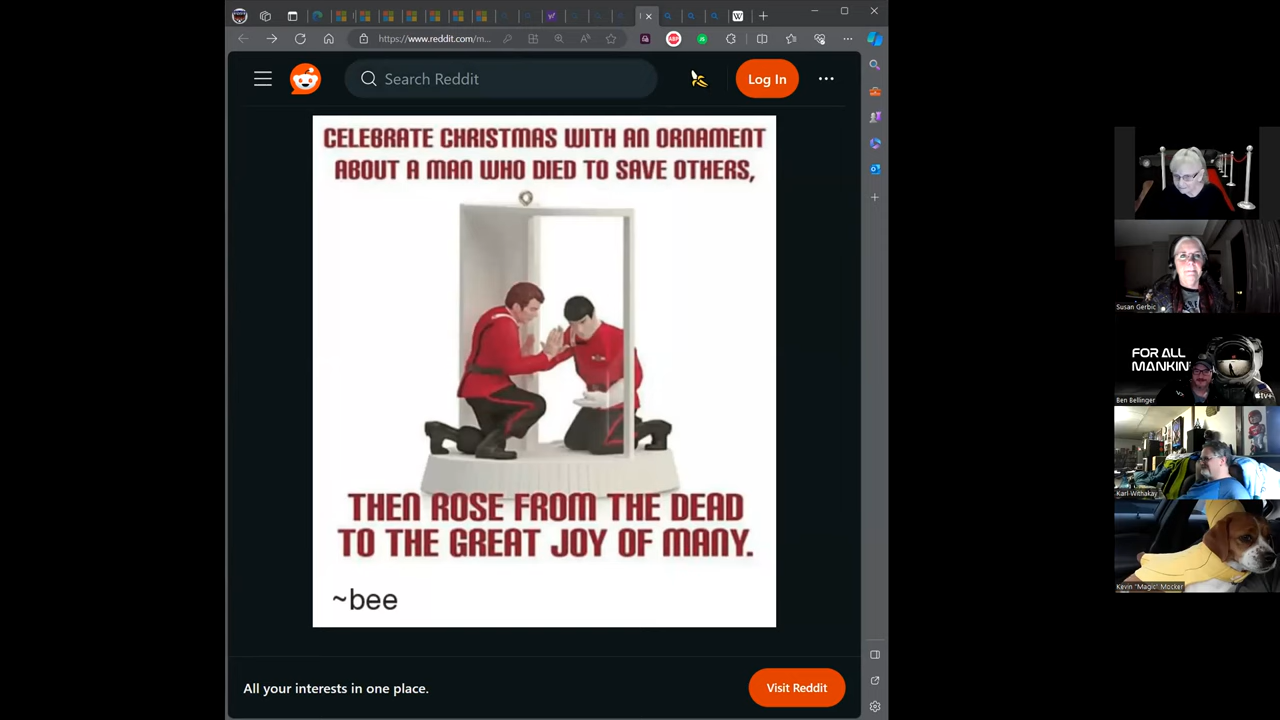 https://www.reddit.com/m...
Search Reddit
Log In
CELEBRATE CHRISTMAS WITH AN ORNAMENT
ABOUT A MAN WHO DIED TO SAVE OTHERS,
THEN ROSE FROM THE DEAD
TO THE GREAT JOY OF MANY.
~bee
All your interests in one place.
Visit Reddit
Susan Gerbic
FOR ALL
MANKIN
tv+
Ben Bellinger
Karl Withakay
Kevin "Magic" Mocker